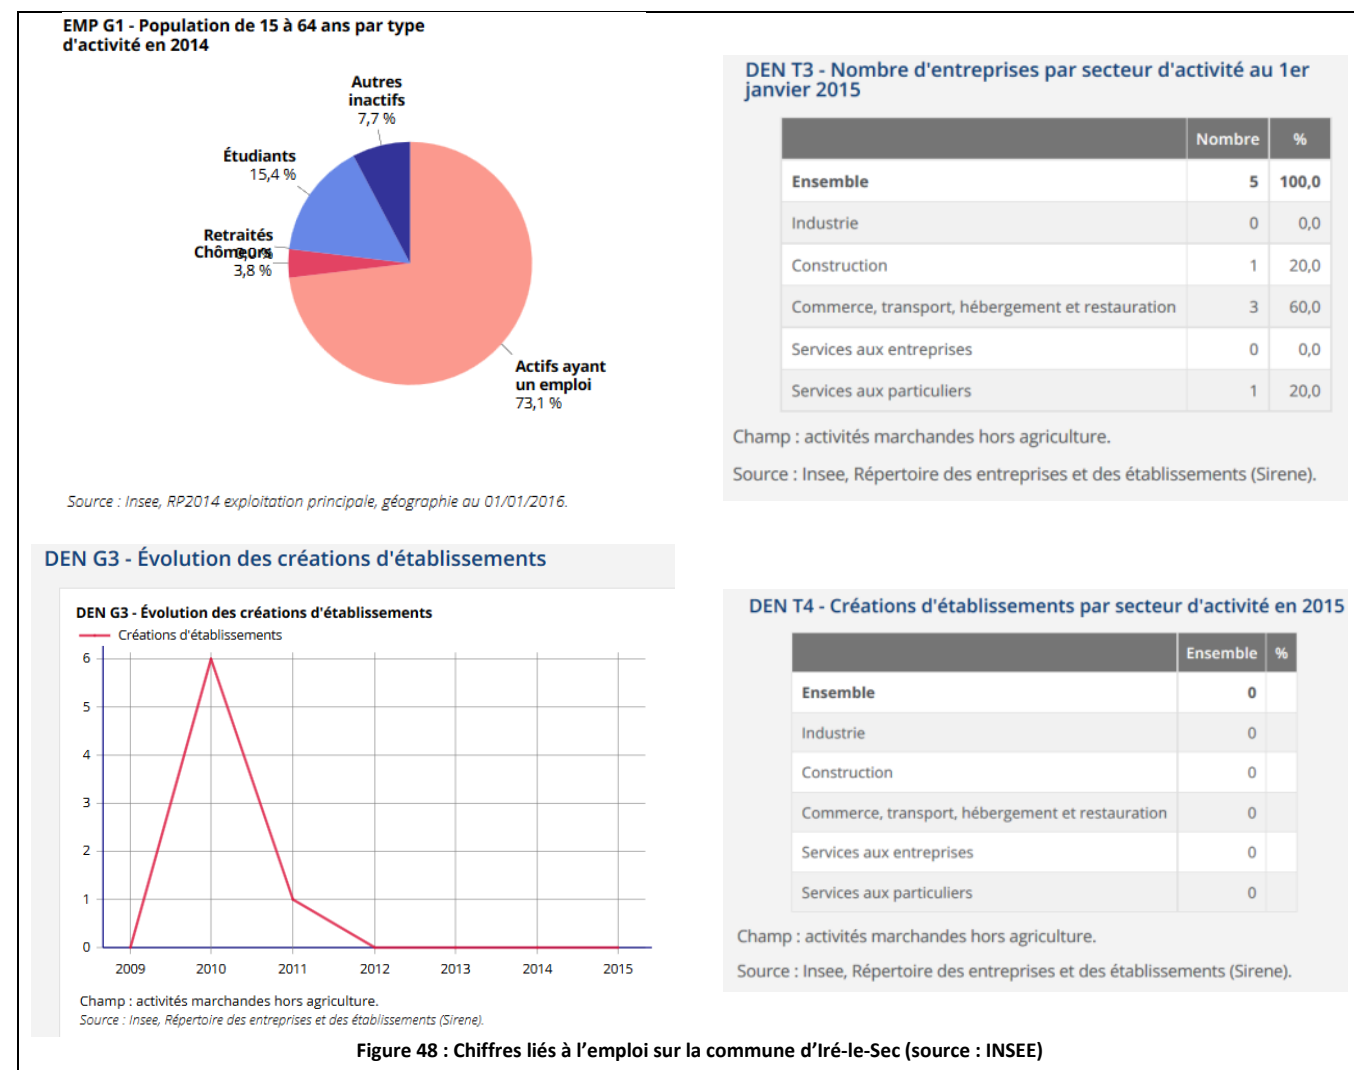 EMP G1 - Population de 15 à 64 ans par type
d'activité en 2014
Autres
inactifs
7,7 %
Étudiants
15,4 %
Retraités
0,0 %
Chômeurs
3,8 %
Actifs ayant
un emploi
73,1 %
Source : Insee, RP2014 exploitation principale, géographie au 01/01/2016.
DEN T3 - Nombre d'entreprises par secteur d'activité au 1er
janvier 2015
Nombre %
Ensemble 5 100,0
Industrie 0 0,0
Construction 1 20,0
Commerce, transport, hébergement et restauration 3 60,0
Services aux entreprises 0 0,0
Services aux particuliers 1 20,0
Champ : activités marchandes hors agriculture.
Source : Insee, Répertoire des entreprises et des établissements (Sirene).
DEN G3 - Évolution des créations d'établissements
DEN G3 - Évolution des créations d'établissements
Créations d'établissements
6
5
4
3
2
1
0
2009 2010 2011 2012 2013 2014 2015
Champ : activités marchandes hors agriculture.
Source : Insee, Répertoire des entreprises et des établissements (Sirene).
DEN T4 - Créations d'établissements par secteur d'activité en 2015
Ensemble %
Ensemble 0
Industrie 0
Construction 0
Commerce, transport, hébergement et restauration 0
Services aux entreprises 0
Services aux particuliers 0
Champ : activités marchandes hors agriculture.
Source : Insee, Répertoire des entreprises et des établissements (Sirene).
Figure 48 : Chiffres liés à l'emploi sur la commune d'Iré-le-Sec (source : INSEE)